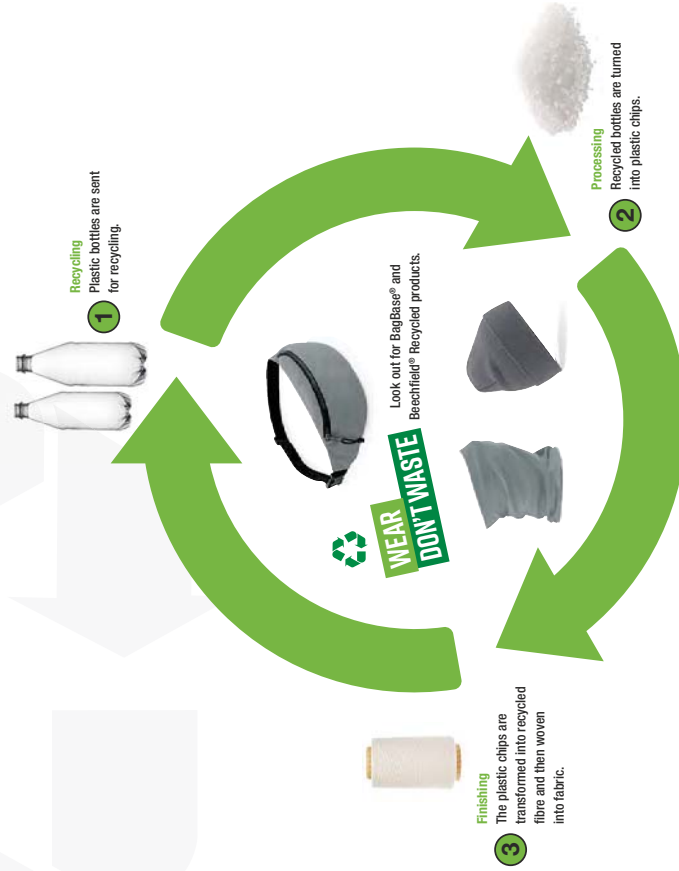 Recycling
Plastic bottles are sent
for recycling.
1
Processing
Recycled bottles are turned
into plastic chips.
2
Finishing
The plastic chips are
transformed into recycled
fibre and then woven
into fabric.
3
WEAR
DON'T WASTE
Look out for BagBase® and
Beechfield® Recycled products.